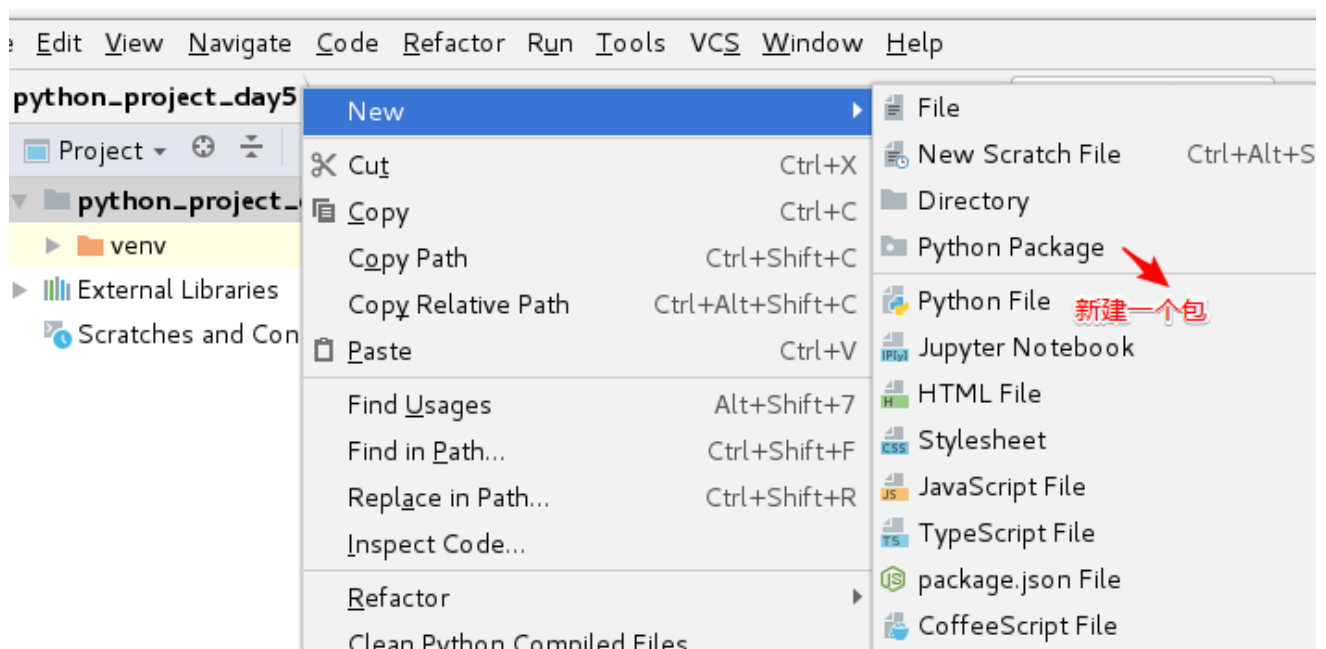 Edit View Navigate Code Refactor Run Tools VCS Window Help
python_project_day5
Project
python_project_
venv
External Libraries
Scratches and Con
New
Cut Ctrl+X
Copy Ctrl+C
Copy Path Ctrl+Shift+C
Copy Relative Path Ctrl+Alt+Shift+C
Paste Ctrl+V
Find Usages Alt+Shift+7
Find in Path... Ctrl+Shift+F
Replace in Path... Ctrl+Shift+R
Inspect Code...
Refactor
Clean Python Compiled Files
File
New Scratch File Ctrl+Alt+S
Directory
Python Package
Python File
新建一个包
Jupyter Notebook
HTML File
Stylesheet
JavaScript File
TypeScript File
package.json File
CoffeeScript File